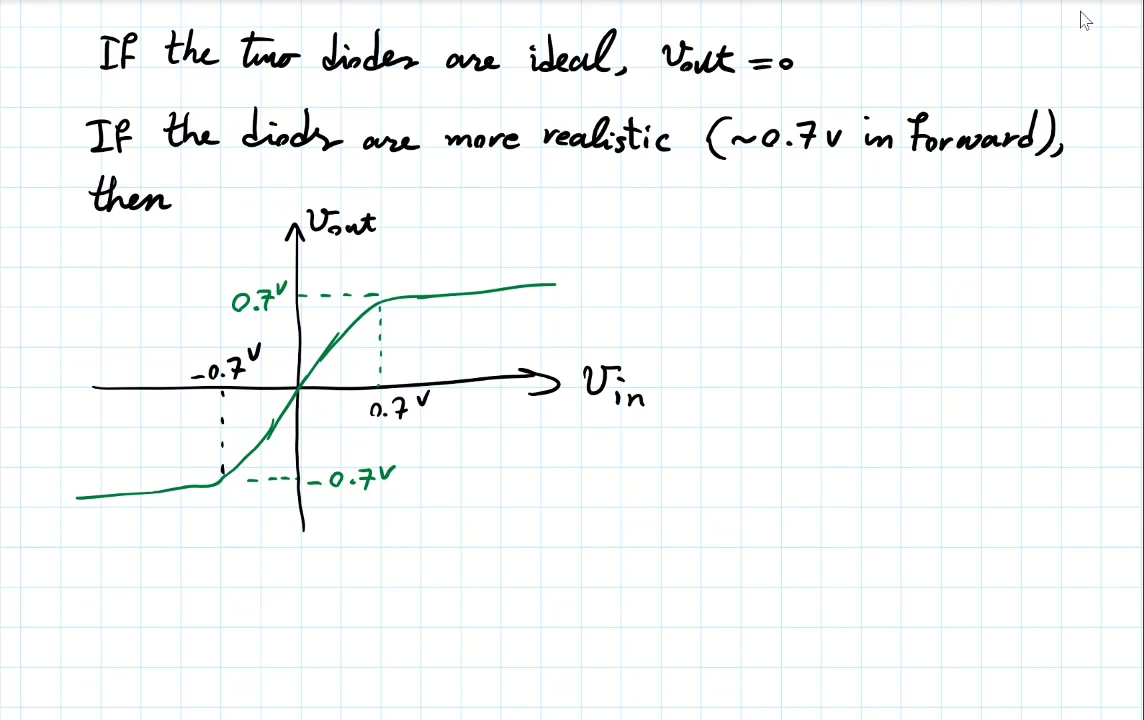 If the two diodes are ideal, Vout = 0
If the diods are more realistic (~0.7 v in forward),
then
Vout
0.7v
-0.7v
Vin
0.7v
-0.7v